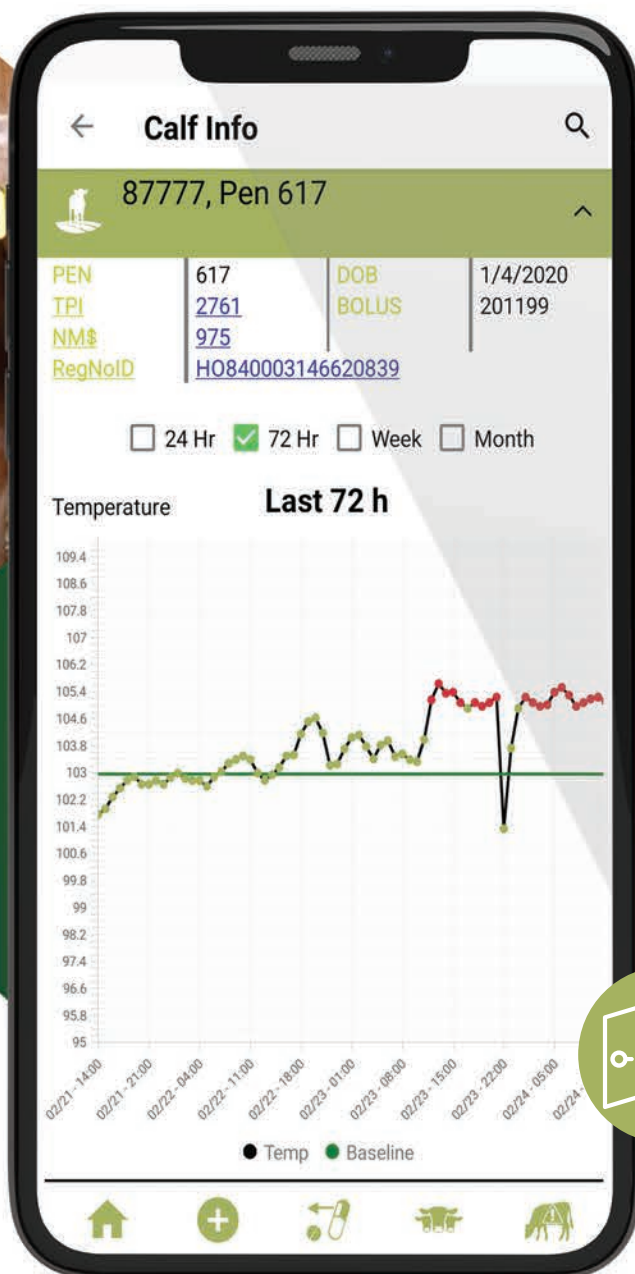 Calf Info
87777, Pen 617
PEN 617 DOB 1/4/2020
TPI 2761 BOLUS 201199
NM$ 975
RegNoID HO840003146620839
24 Hr 72 Hr Week Month
Temperature Last 72 h
109.4
108.6
107.8
107
106.2
105.4
104.6
103.8
103
102.2
101.4
100.6
99.8
99
98.2
97.4
96.6
95.8
95
02/21 - 14:00 02/21 - 21:00 02/22 - 04:00 02/22 - 11:00 02/22 - 18:00 02/23 - 01:00 02/23 - 08:00 02/23 - 15:00 02/23 - 22:00 02/24 - 05:00 02/24 -
Temp Baseline